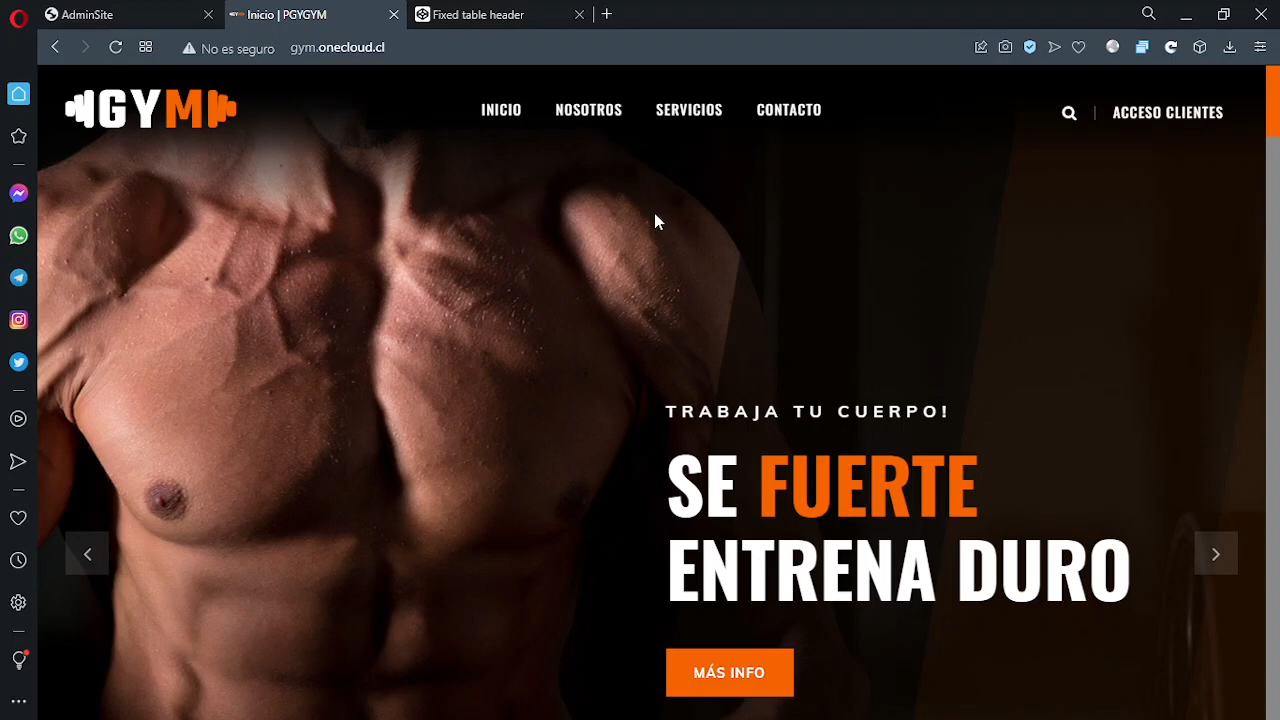 AdminSite
Inicio | PGYGYM
Fixed table header
No es seguro gym.onecloud.cl
GYM
INICIO NOSOTROS SERVICIOS CONTACTO
ACCESO CLIENTES
TRABAJA TU CUERPO!
SE FUERTE
ENTRENA DURO
MÁS INFO